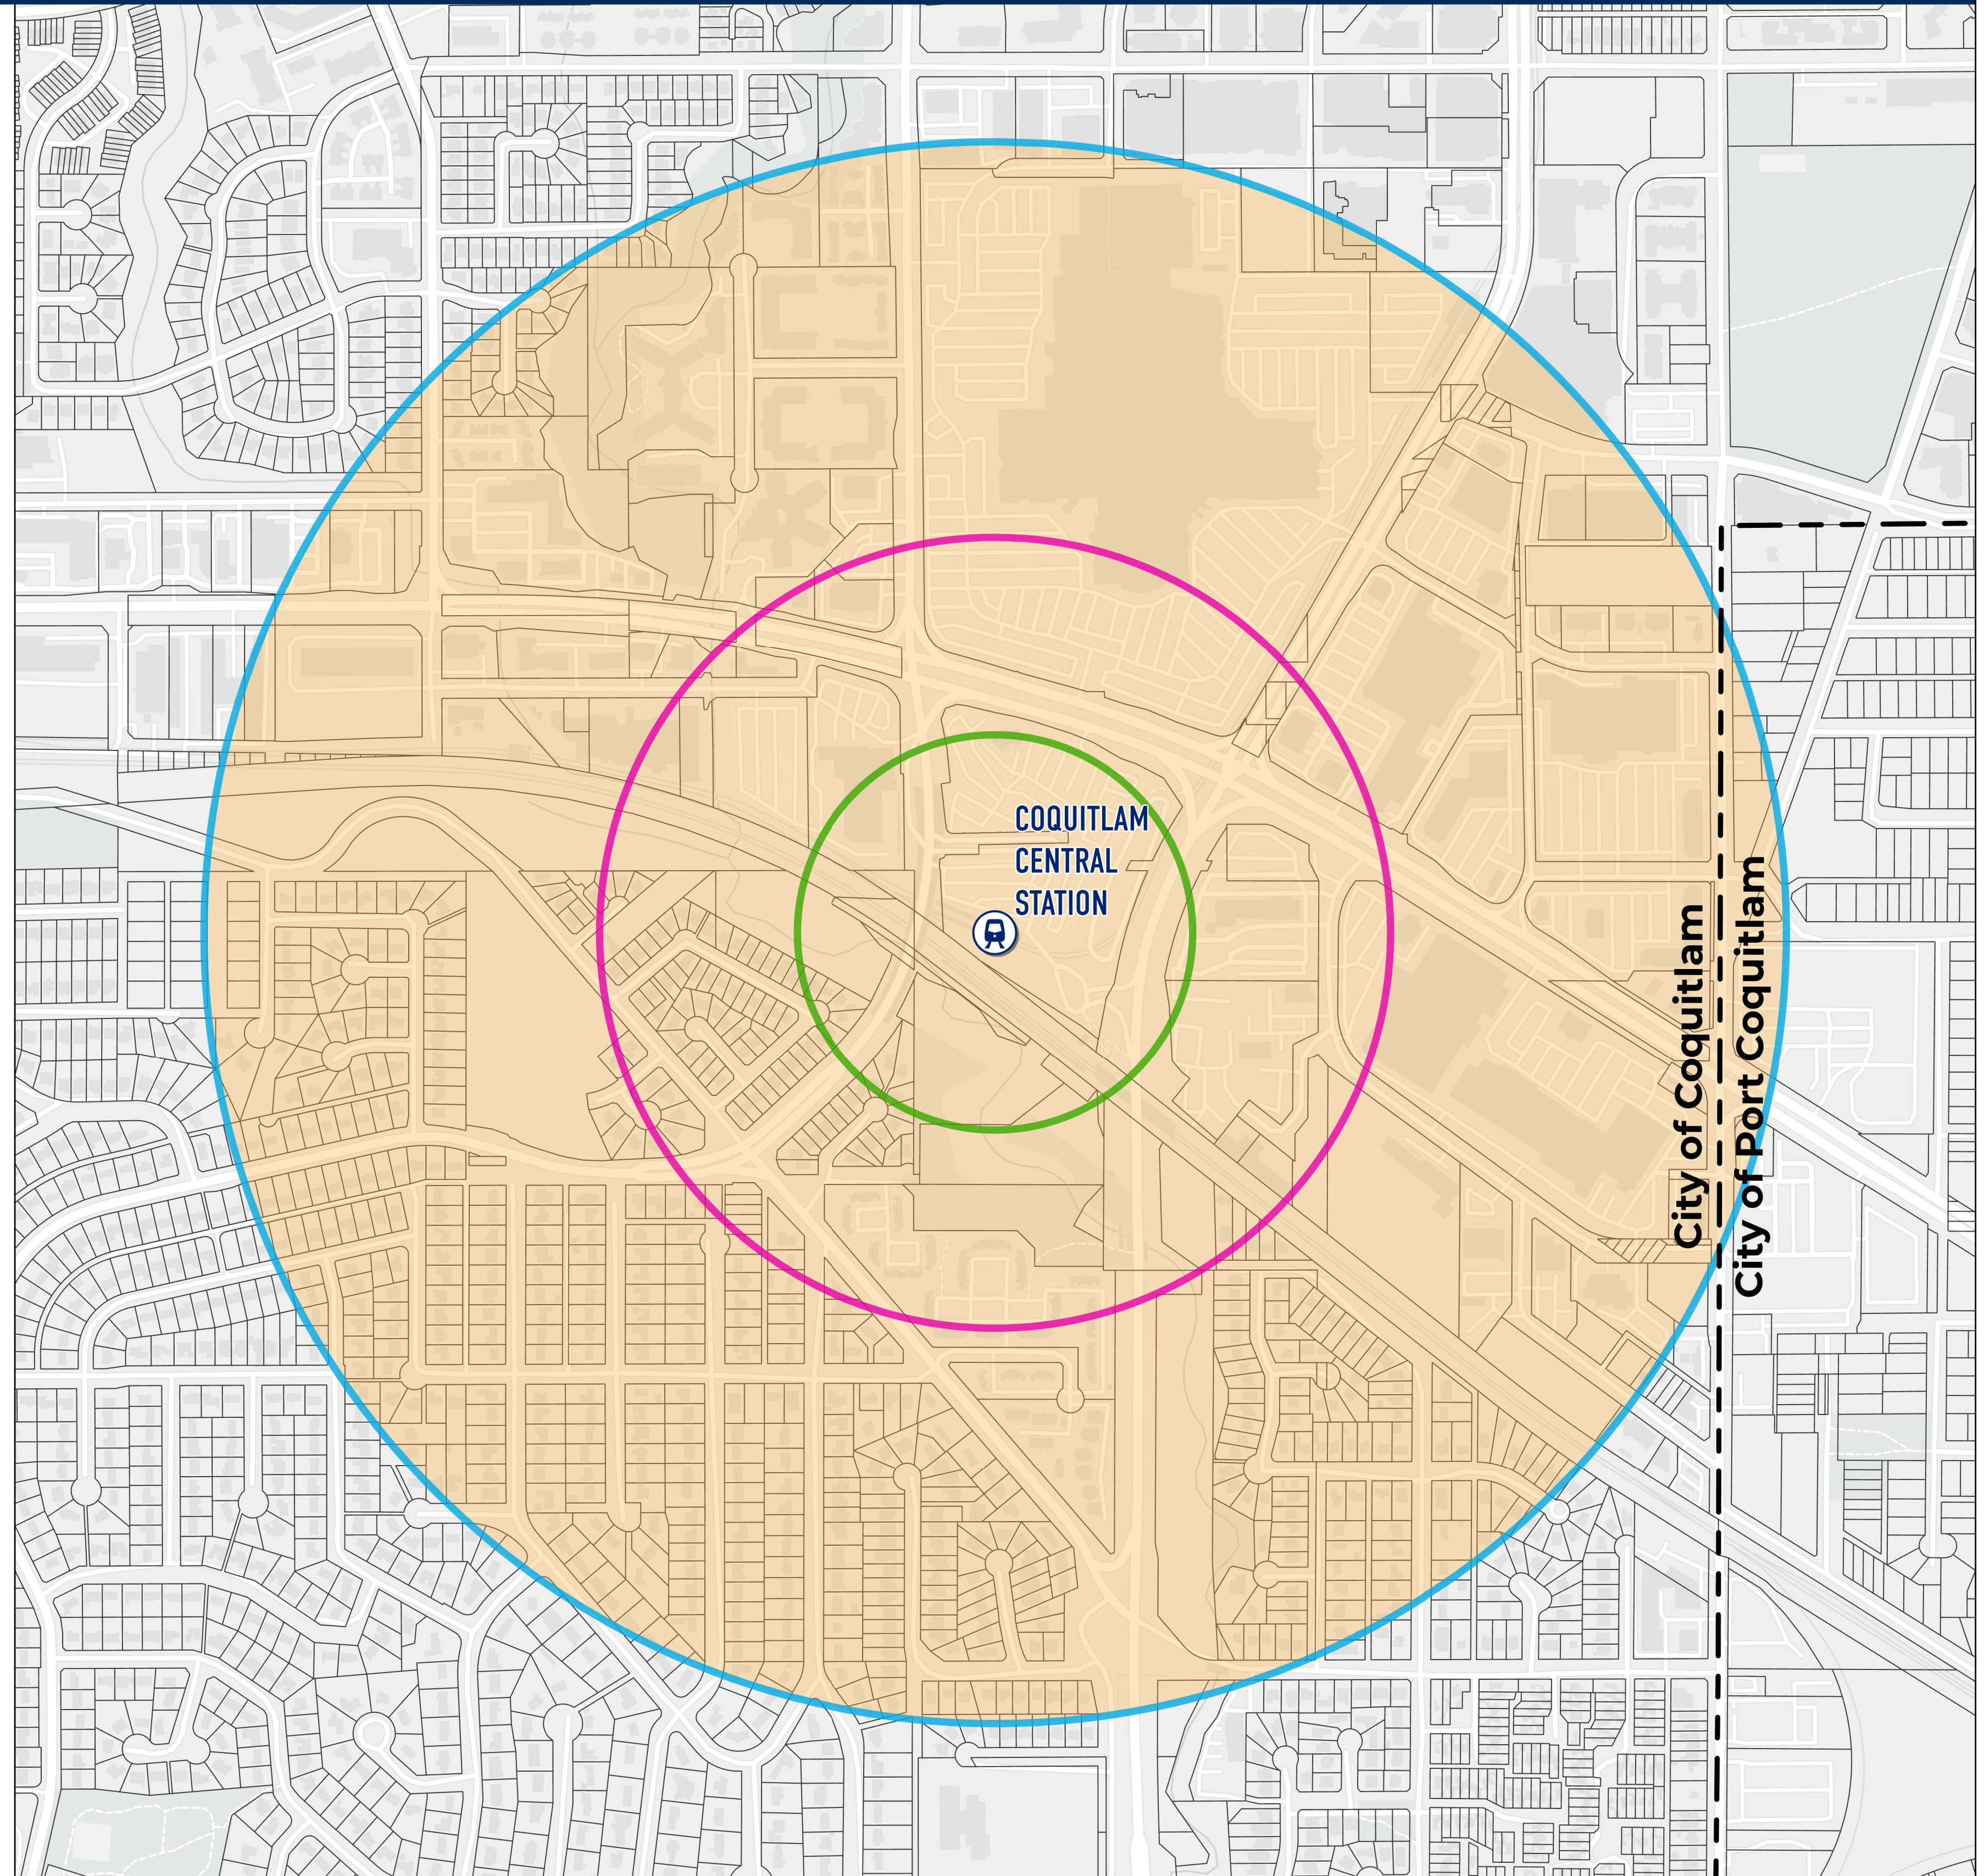 COQUITLAM
CENTRAL
STATION
City of Coquitlam
City of Port Coquitlam